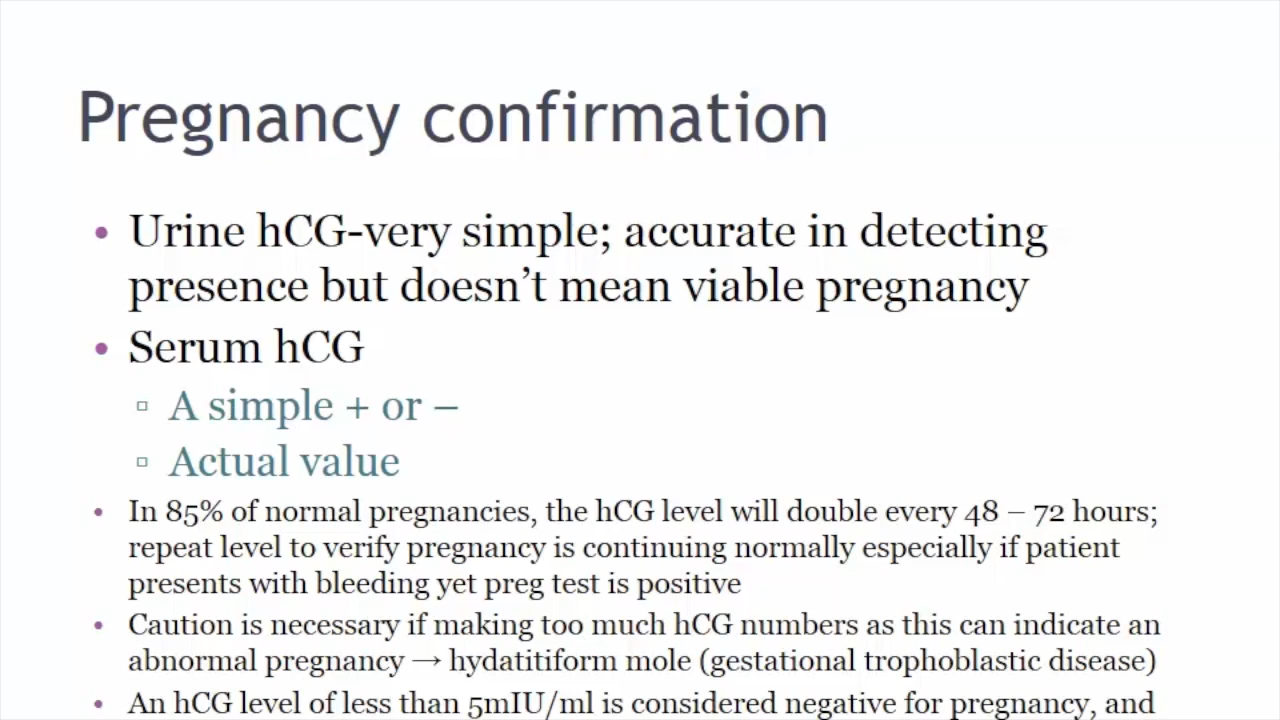 Pregnancy confirmation
• Urine hCG-very simple; accurate in detecting
presence but doesn’t mean viable pregnancy
• Serum hCG
▫ A simple + or –
▫ Actual value
• In 85% of normal pregnancies, the hCG level will double every 48 – 72 hours;
repeat level to verify pregnancy is continuing normally especially if patient
presents with bleeding yet preg test is positive
• Caution is necessary if making too much hCG numbers as this can indicate an
abnormal pregnancy → hydatitiform mole (gestational trophoblastic disease)
• An hCG level of less than 5mIU/ml is considered negative for pregnancy, and